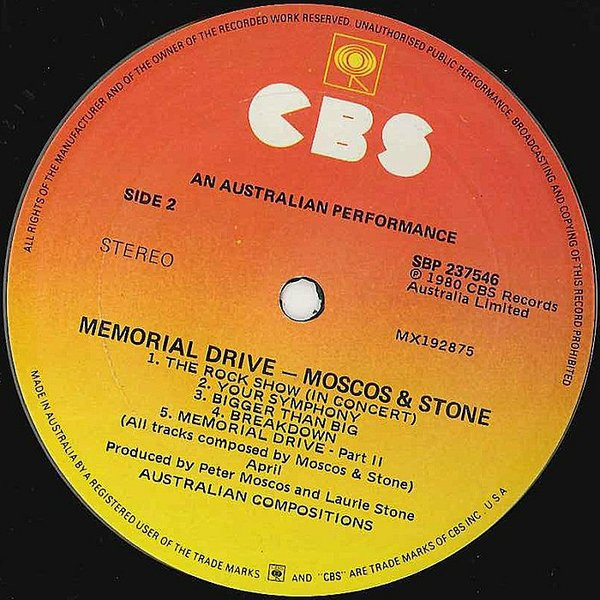 ALL RIGHTS OF THE MANUFACTURER AND OF THE OWNER OF THE RECORDED WORK RESERVED. UNAUTHORISED PUBLIC PERFORMANCE, BROADCASTING AND COPYING OF THIS RECORD PROHIBITED
CBS
AN AUSTRALIAN PERFORMANCE
SIDE 2
STEREO
SBP 237546
℗ 1980 CBS Records
Australia Limited
MX192875
MEMORIAL DRIVE — MOSCOS & STONE
1. THE ROCK SHOW (IN CONCERT)
2. YOUR SYMPHONY
3. BIGGER THAN BIG
4. BREAKDOWN
5. MEMORIAL DRIVE - Part II
(All tracks composed by Moscos & Stone)
April
Produced by Peter Moscos and Laurie Stone
AUSTRALIAN COMPOSITIONS
MADE IN AUSTRALIA BY A REGISTERED USER OF THE TRADE MARKS AND "CBS" ARE TRADE MARKS OF CBS INC. U.S.A